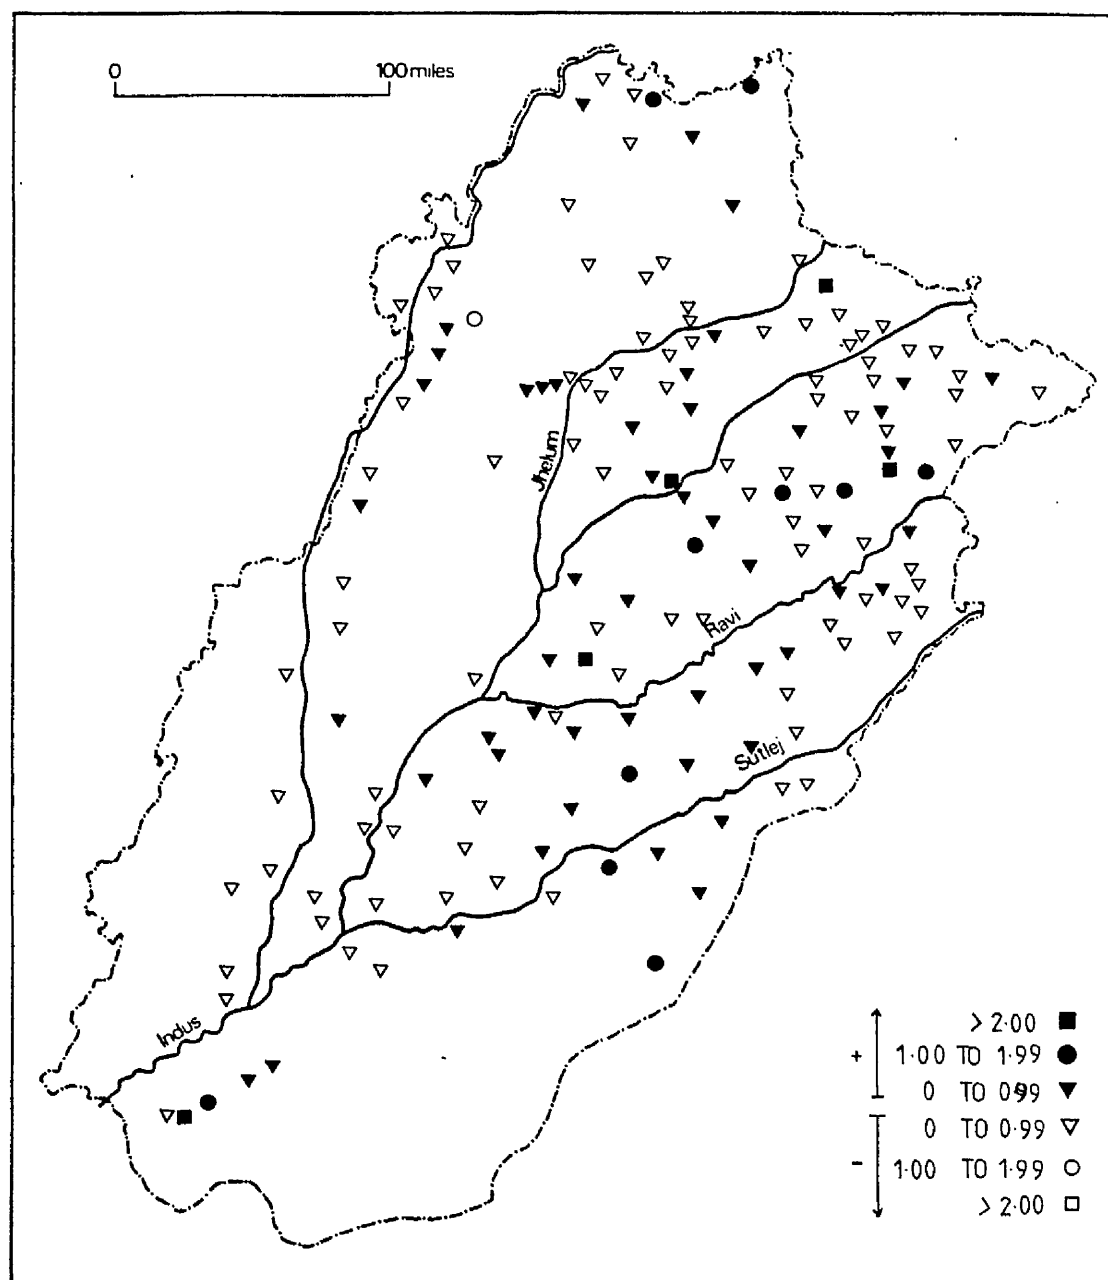 0 100 miles
Jhelum
Ravi
Sutlej
Indus
> 2·00
+ 1·00 TO 1·99
0 TO 0·99
0 TO 0·99
- 1·00 TO 1·99
> 2·00